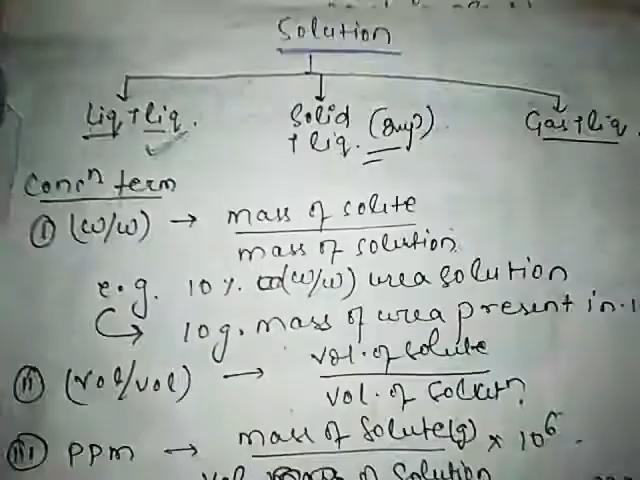 Solution
Liq + Liq. Solid + Liq. (Imp) Gas + Liq
Concⁿ term
(i) (w/w) → mass of solute
mass of solution.
e.g. 10% (w/w) urea solution
↳ 10g. mass of urea present in
(ii) (vol/vol) → vol. of solute
vol. of solutn
(iii) PPM → mass of solute(g) × 10⁶.
of solution